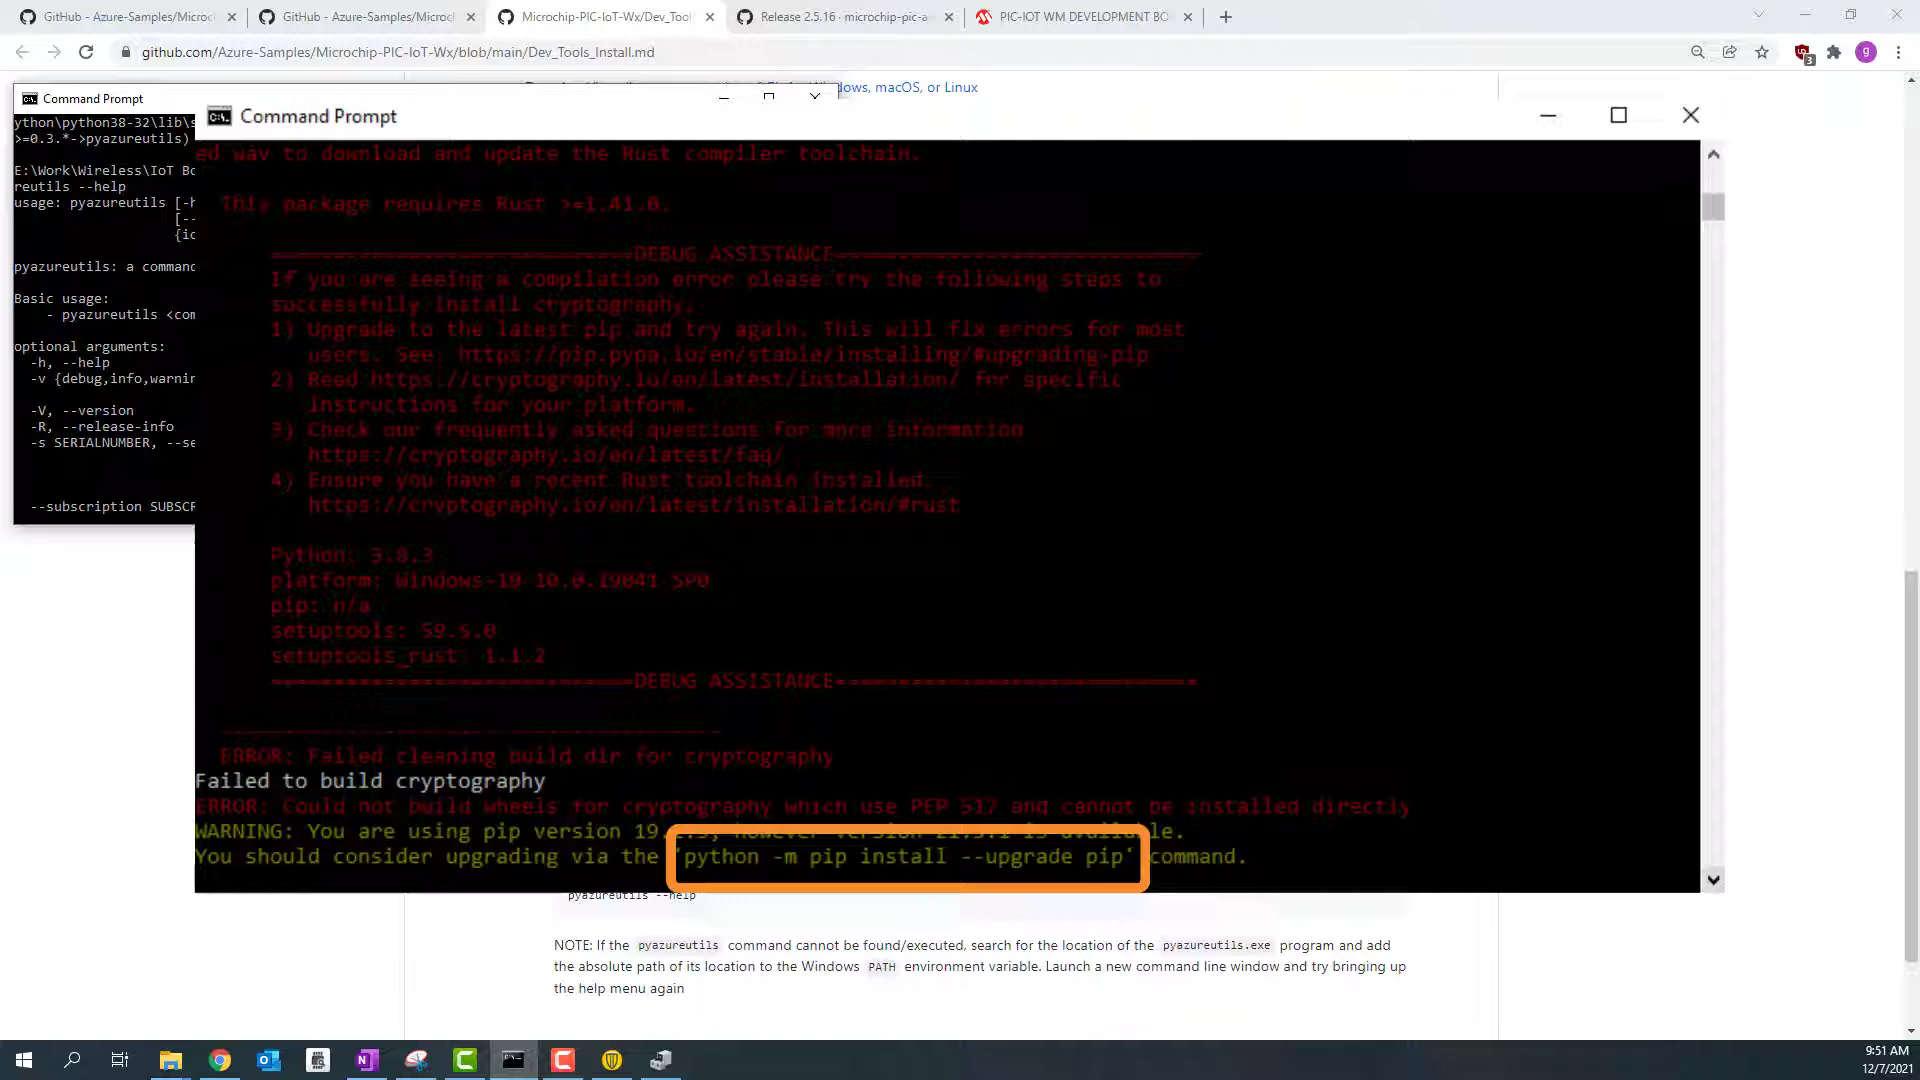 GitHub - Azure-Samples/Microc
GitHub - Azure-Samples/Microcl
Microchip-PIC-IoT-Wx/Dev_Tool
Release 2.5.16 · microchip-pic-a
PIC-IOT WM DEVELOPMENT BO
github.com/Azure-Samples/Microchip-PIC-IoT-Wx/blob/main/Dev_Tools_Install.md
g
3
dows, macOS, or Linux
Command Prompt
ython\python38-32\lib\s
>=0.3.*->pyazureutils)
E:\Work\Wireless\IoT Bo
reutils --help
usage: pyazureutils [-h
[--
{io
pyazureutils: a command
Basic usage:
- pyazureutils <com
optional arguments:
-h, --help
-v {debug,info,warnin
-V, --version
-R, --release-info
-s SERIALNUMBER, --se
--subscription SUBSCR
Command Prompt
ed way to download and update the Rust compiler toolchain.
This package requires Rust >=1.41.0.
=============================DEBUG ASSISTANCE=============================
If you are seeing a compilation error please try the following steps to
successfully install cryptography:
1) Upgrade to the latest pip and try again. This will fix errors for most
users. See: https://pip.pypa.io/en/stable/installing/#upgrading-pip
2) Read https://cryptography.io/en/latest/installation/ for specific
instructions for your platform.
3) Check our frequently asked questions for more information
https://cryptography.io/en/latest/faq/
4) Ensure you have a recent Rust toolchain installed.
https://cryptography.io/en/latest/installation/#rust
Python: 3.8.3
platform: Windows-10-10.0.19041-SP0
pip: n/a
setuptools: 59.5.0
setuptools_rust: 1.1.2
=============================DEBUG ASSISTANCE=============================
----------------------------------------
ERROR: Failed cleaning build dir for cryptography
Failed to build cryptography
ERROR: Could not build wheels for cryptography which use PEP 517 and cannot be installed directly
WARNING: You are using pip version 19. however version 21.3.1 is available.
You should consider upgrading via the 'python -m pip install --upgrade pip' command.
pyazureutils --help
NOTE: If the pyazureutils command cannot be found/executed, search for the location of the pyazureutils.exe program and add
the absolute path of its location to the Windows PATH environment variable. Launch a new command line window and try bringing up
the help menu again
9:51 AM
12/7/2021